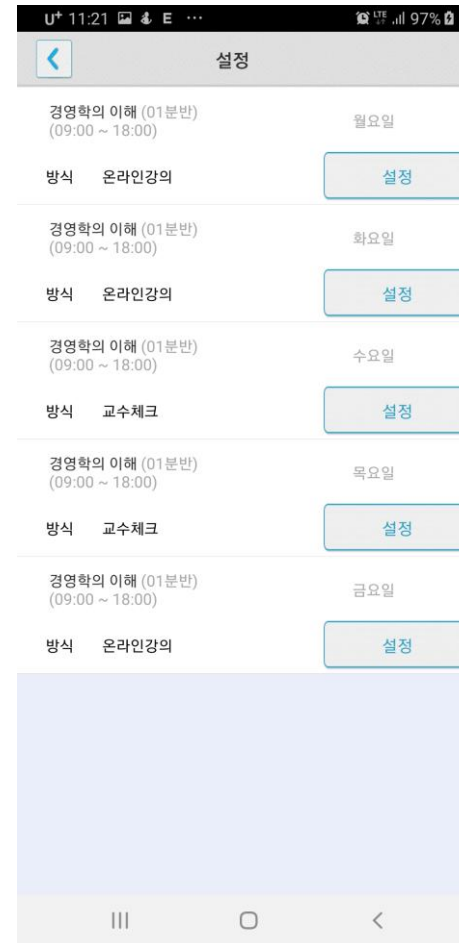 U+ 11:21 E ···
LTE 97%
설정
경영학의 이해 (01분반)
(09:00 ~ 18:00)
월요일
방식 온라인강의
설정
경영학의 이해 (01분반)
(09:00 ~ 18:00)
화요일
방식 온라인강의
설정
경영학의 이해 (01분반)
(09:00 ~ 18:00)
수요일
방식 교수체크
설정
경영학의 이해 (01분반)
(09:00 ~ 18:00)
목요일
방식 교수체크
설정
경영학의 이해 (01분반)
(09:00 ~ 18:00)
금요일
방식 온라인강의
설정